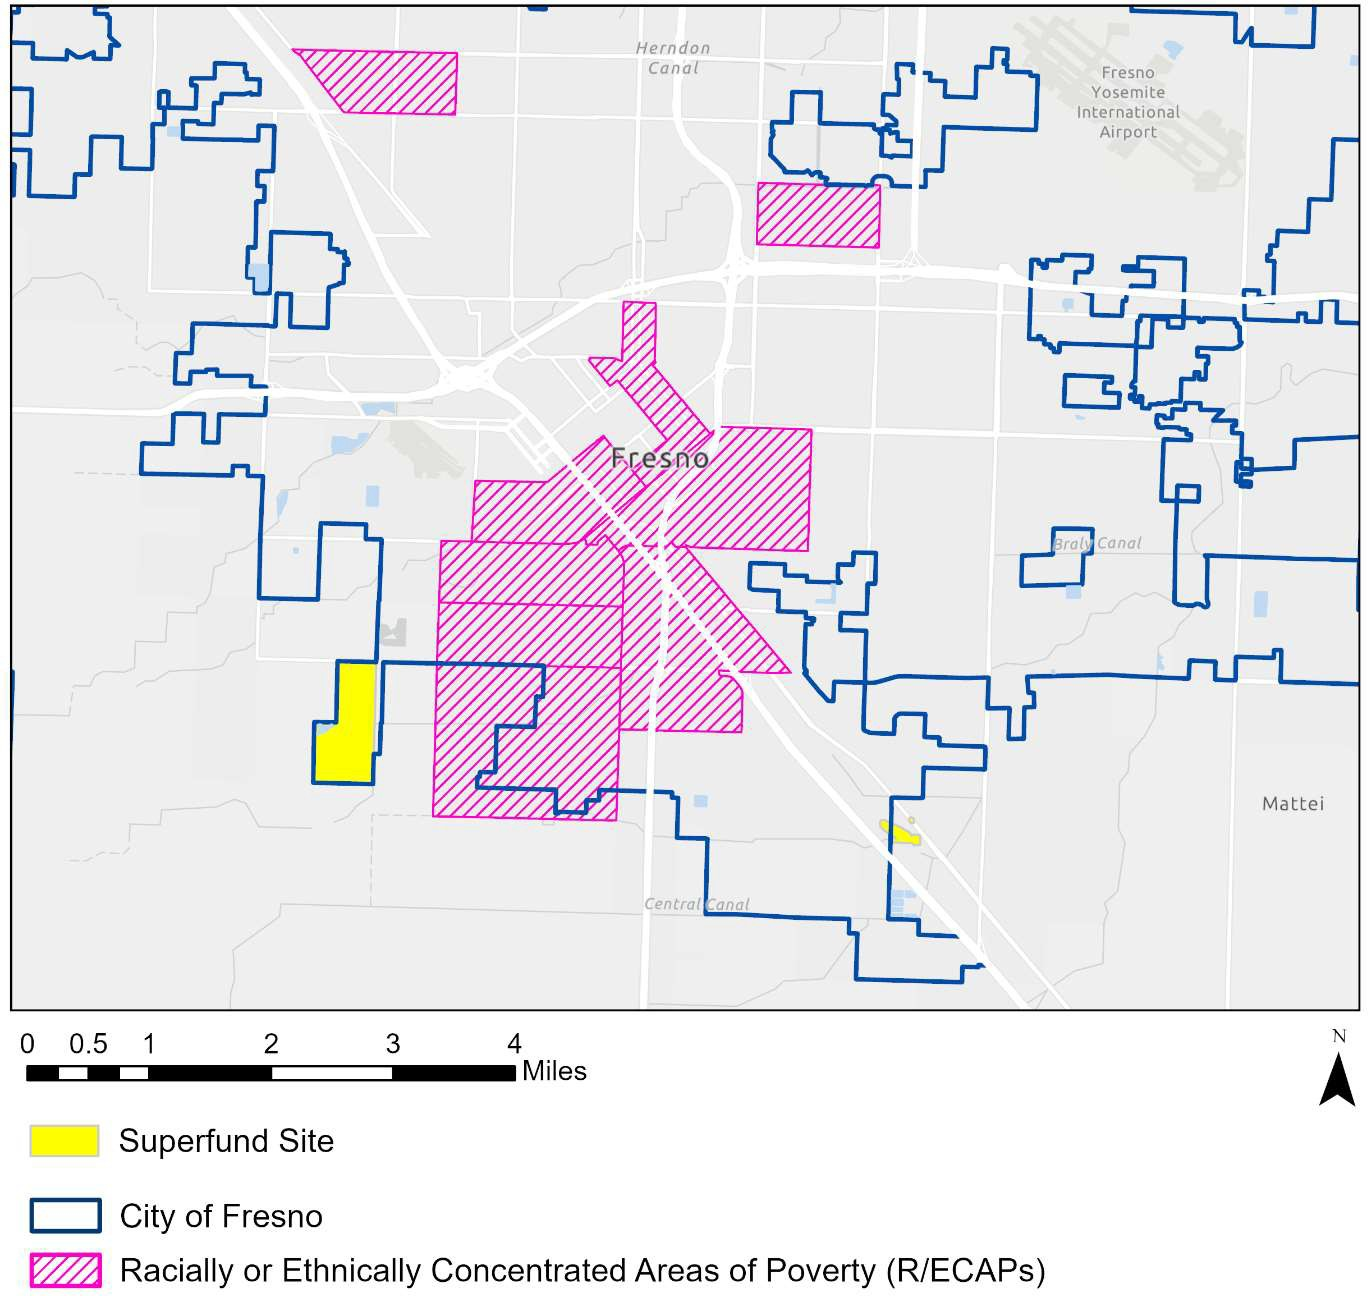 Herndon
Canal
Fresno
Yosemite
International
Airport
Fresno
Braly Canal
Mattei
Central Canal
0 0.5 1 2 3 4
Miles
N
Superfund Site
City of Fresno
Racially or Ethnically Concentrated Areas of Poverty (R/ECAPs)